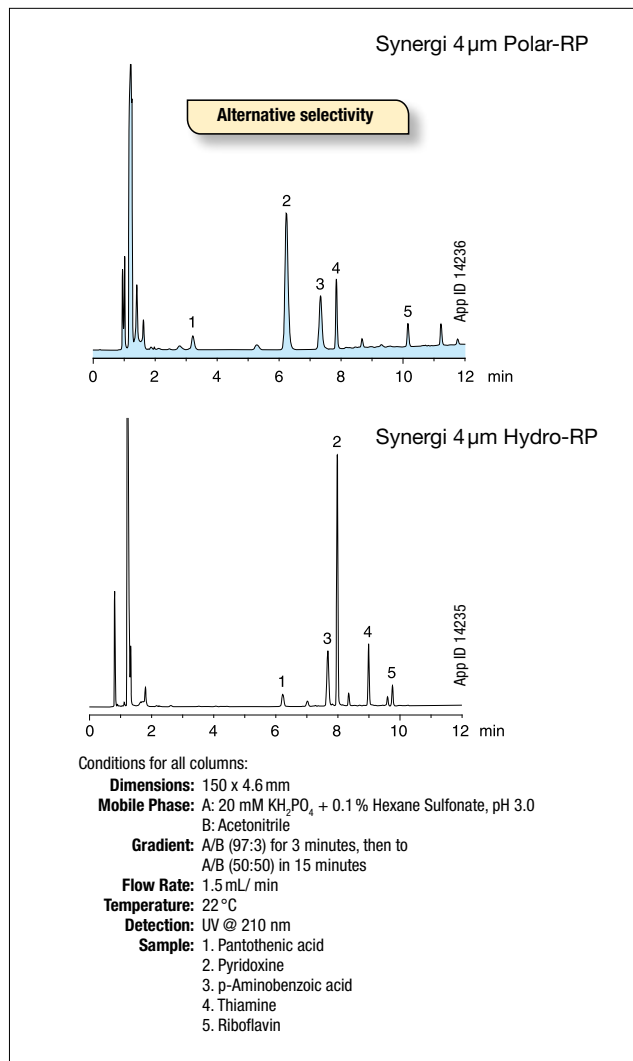 Synergi 4 µm Polar-RP
Alternative selectivity
2
3
4
1
5
App ID 14236
0 2 4 6 8 10 12 min
Synergi 4 µm Hydro-RP
2
3
4
1
5
App ID 14235
0 2 4 6 8 10 12 min
Conditions for all columns:
Dimensions: 150 x 4.6 mm
Mobile Phase: A: 20 mM KH₂PO₄ + 0.1 % Hexane Sulfonate, pH 3.0
B: Acetonitrile
Gradient: A/B (97:3) for 3 minutes, then to
A/B (50:50) in 15 minutes
Flow Rate: 1.5 mL/ min
Temperature: 22 °C
Detection: UV @ 210 nm
Sample: 1. Pantothenic acid
2. Pyridoxine
3. p-Aminobenzoic acid
4. Thiamine
5. Riboflavin